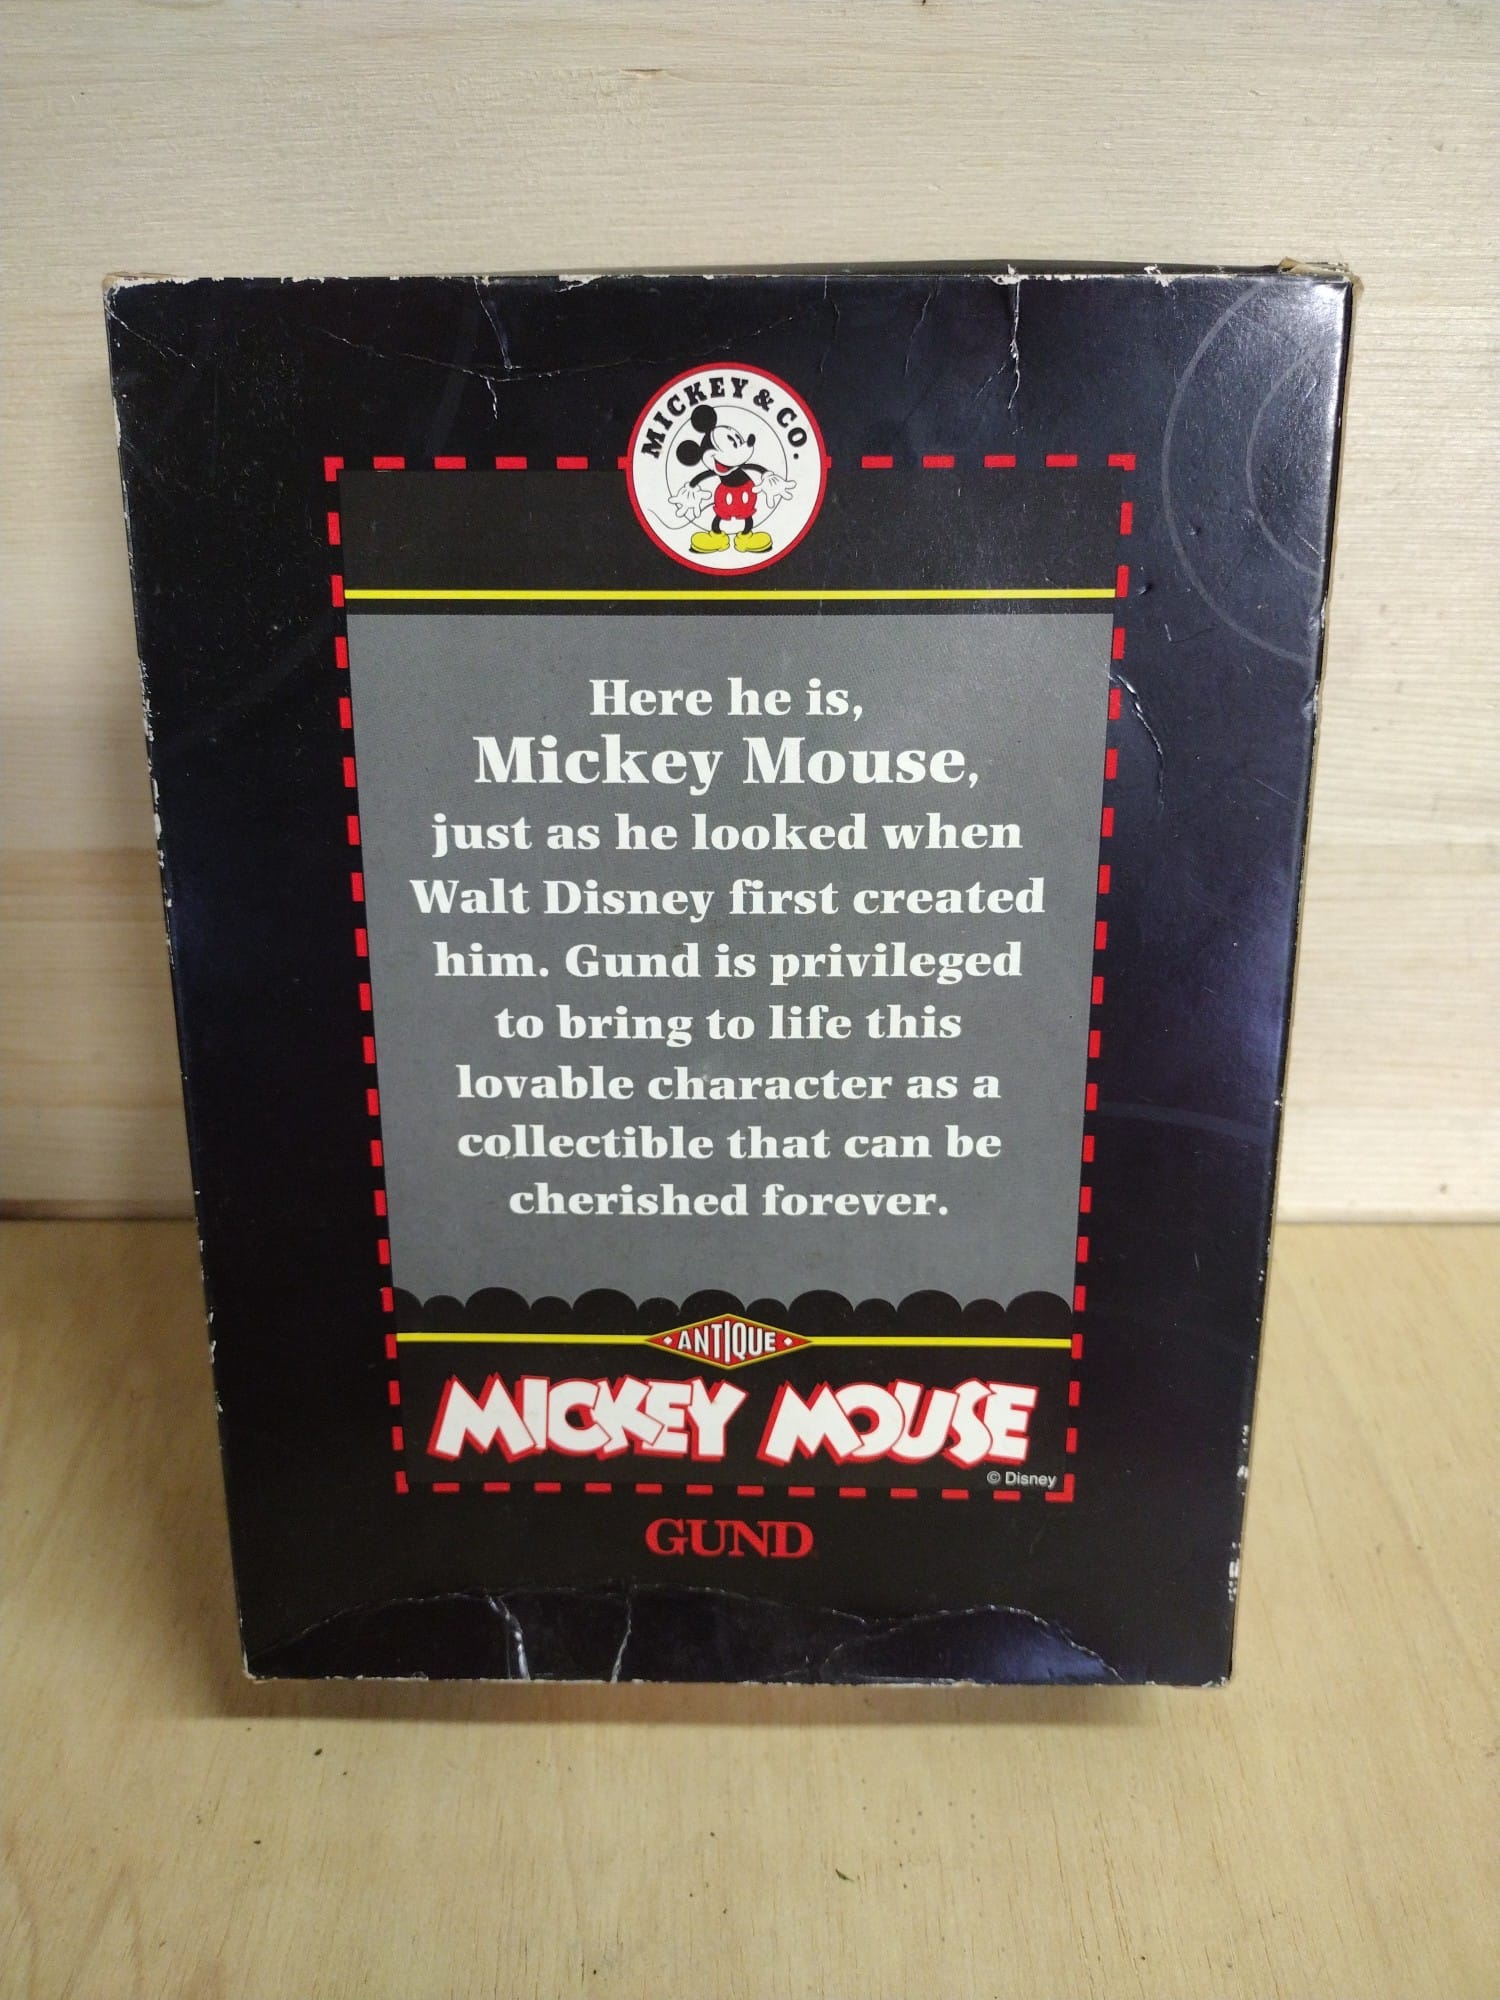 MICKEY & CO.
Here he is,
Mickey Mouse,
just as he looked when
Walt Disney first created
him. Gund is privileged
to bring to life this
lovable character as a
collectible that can be
cherished forever.
ANTIQUE
MICKEY MOUSE
© Disney
GUND